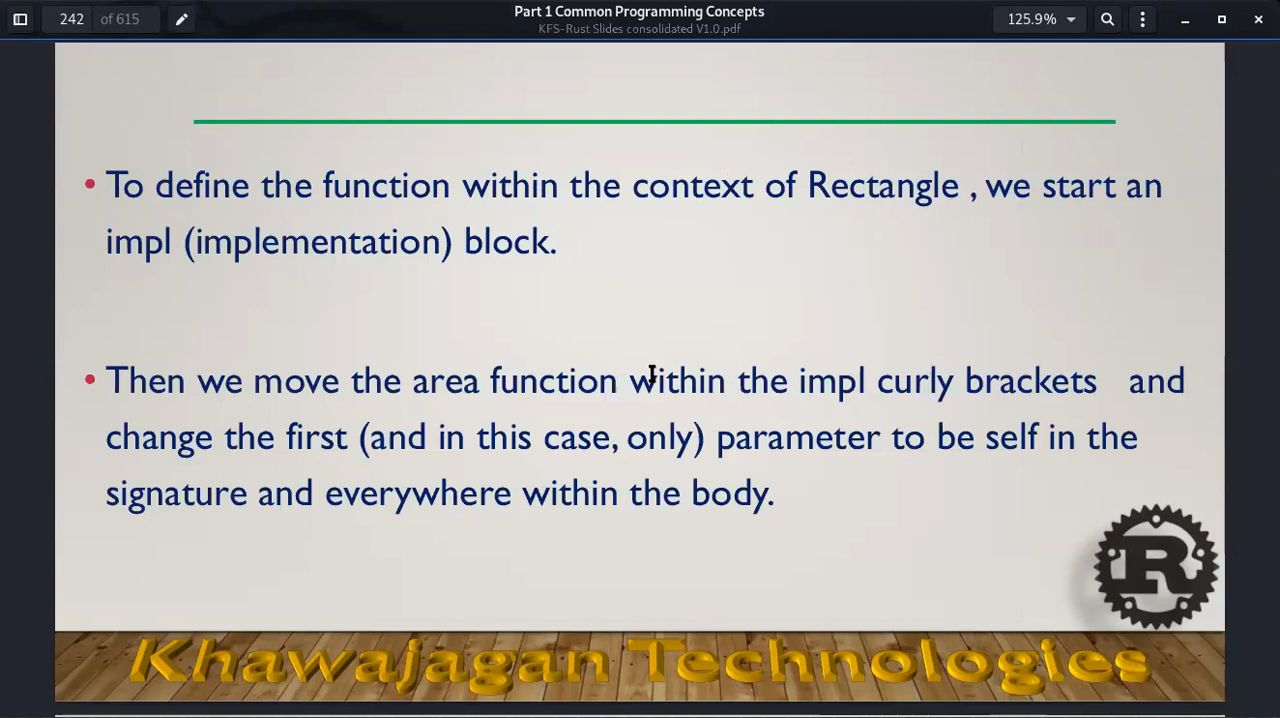 242 of 615
Part 1 Common Programming Concepts
KFS-Rust Slides consolidated V1.0.pdf
125.9%
• To define the function within the context of Rectangle , we start an
impl (implementation) block.
• Then we move the area function within the impl curly brackets and
change the first (and in this case, only) parameter to be self in the
signature and everywhere within the body.
R
Khawajagan Technologies